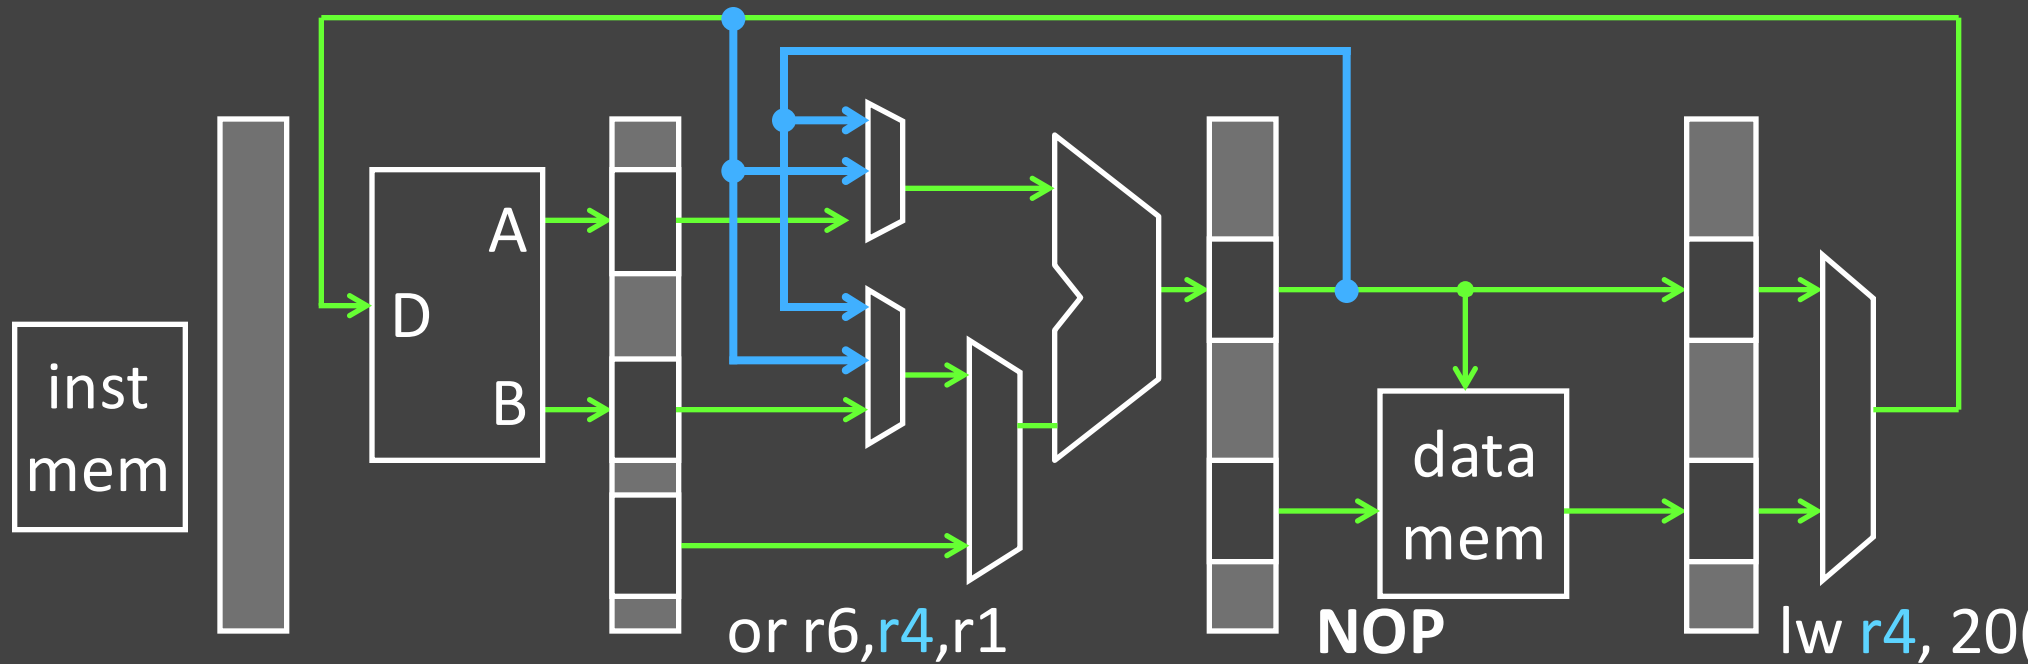 A
D
B
inst
mem
data
mem
or r6,r4,r1
NOP
lw r4, 20(